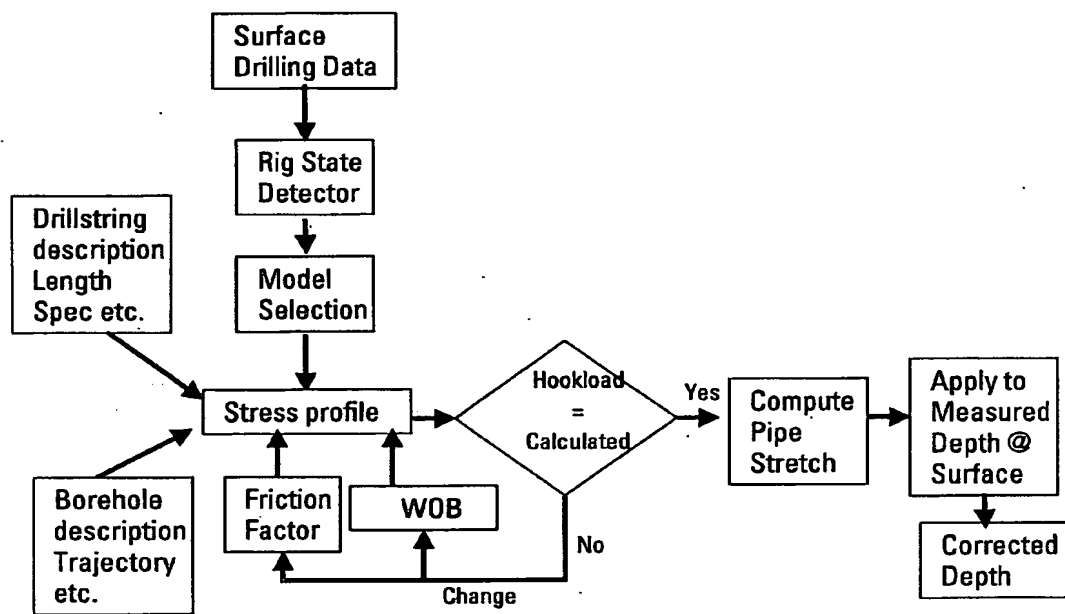 Surface
Drilling Data
Rig State
Detector
Drillstring
description
Length
Spec etc.
Model
Selection
Stress profile
Hookload
=
Calculated
Yes
Compute
Pipe
Stretch
Apply to
Measured
Depth @
Surface
Borehole
description
Trajectory
etc.
Friction
Factor
WOB
No
Change
Corrected
Depth